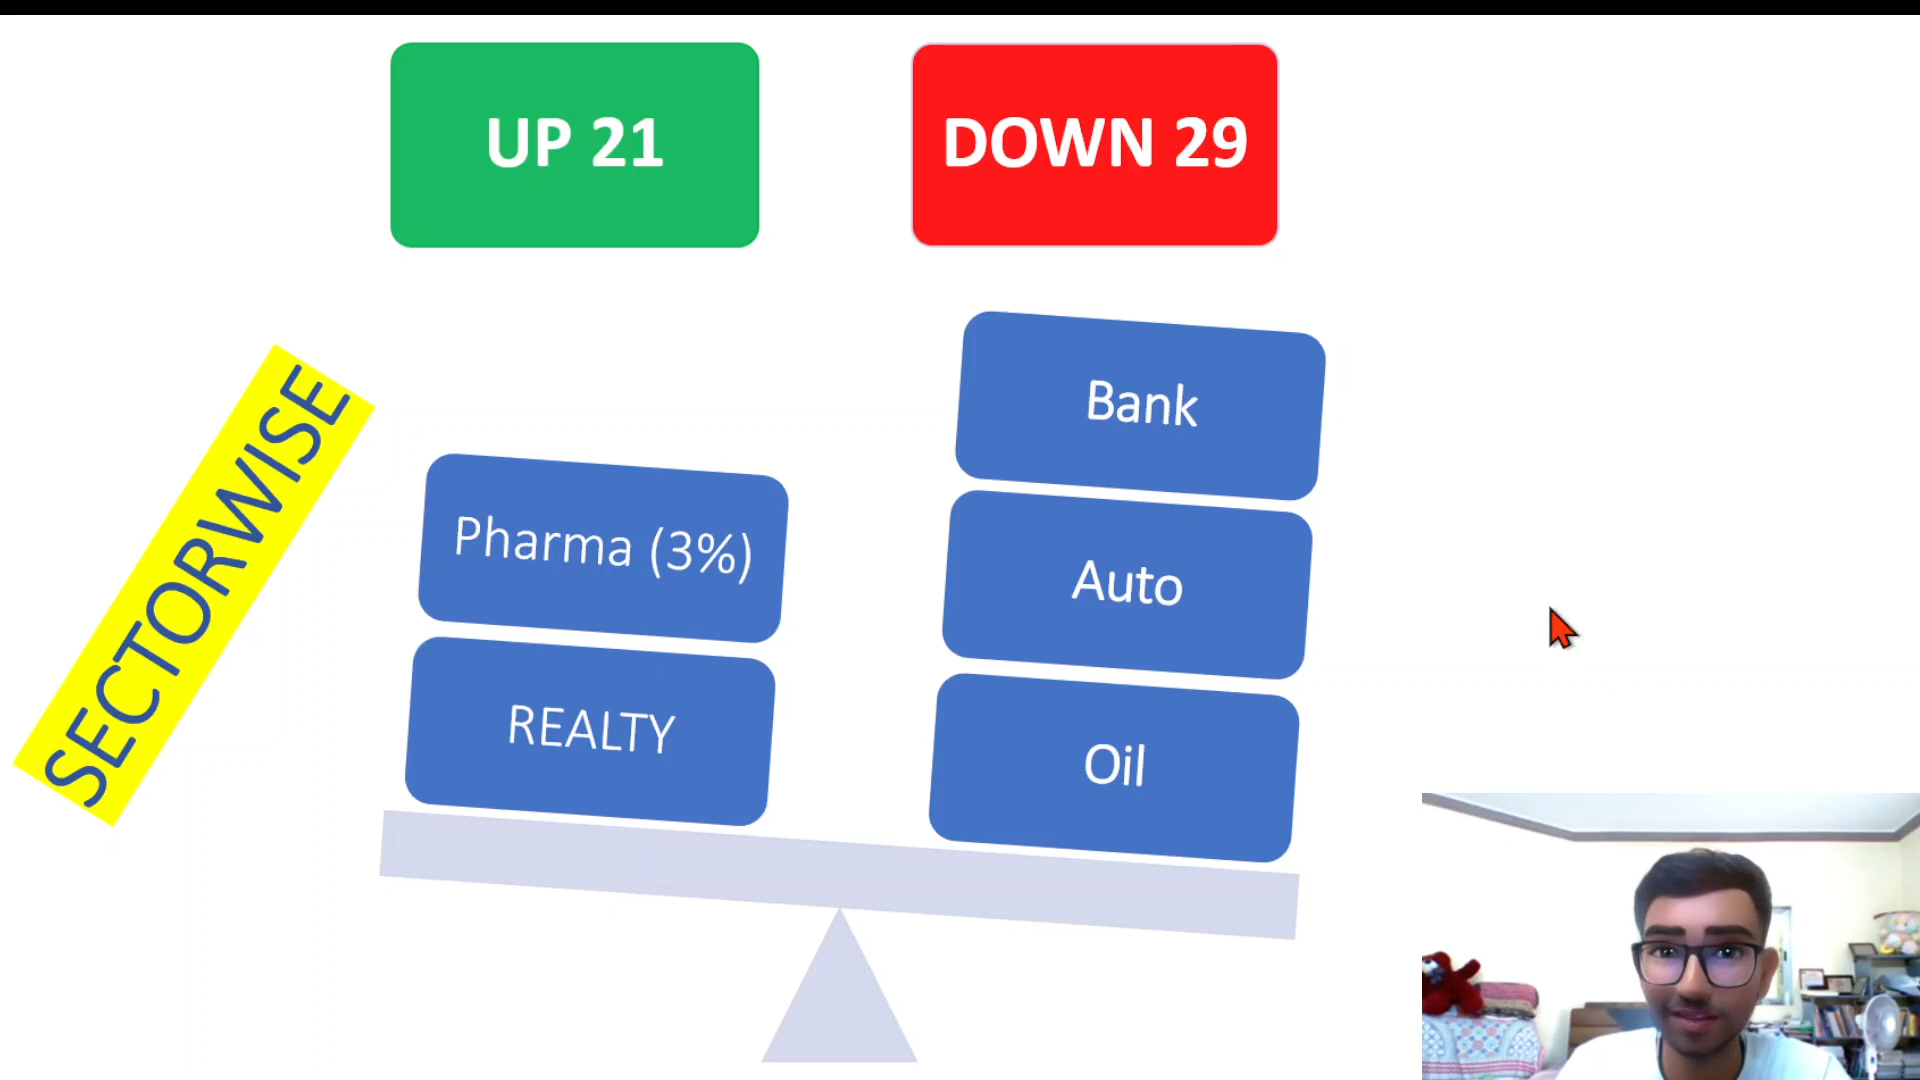 UP 21
DOWN 29
SECTORWISE
Pharma (3%)
REALTY
Bank
Auto
Oil